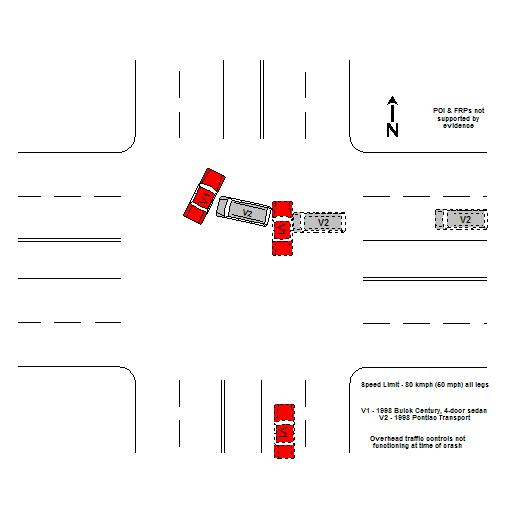 POI & FRPs not
supported by
evidence
N
V1
V2
V2
V2
V1
Speed Limit - 80 kmph (50 mph) all legs
V1
V1 - 1998 Buick Century, 4-door sedan
V2 - 1998 Pontiac Transport
Overhead traffic controls not
functioning at time of crash